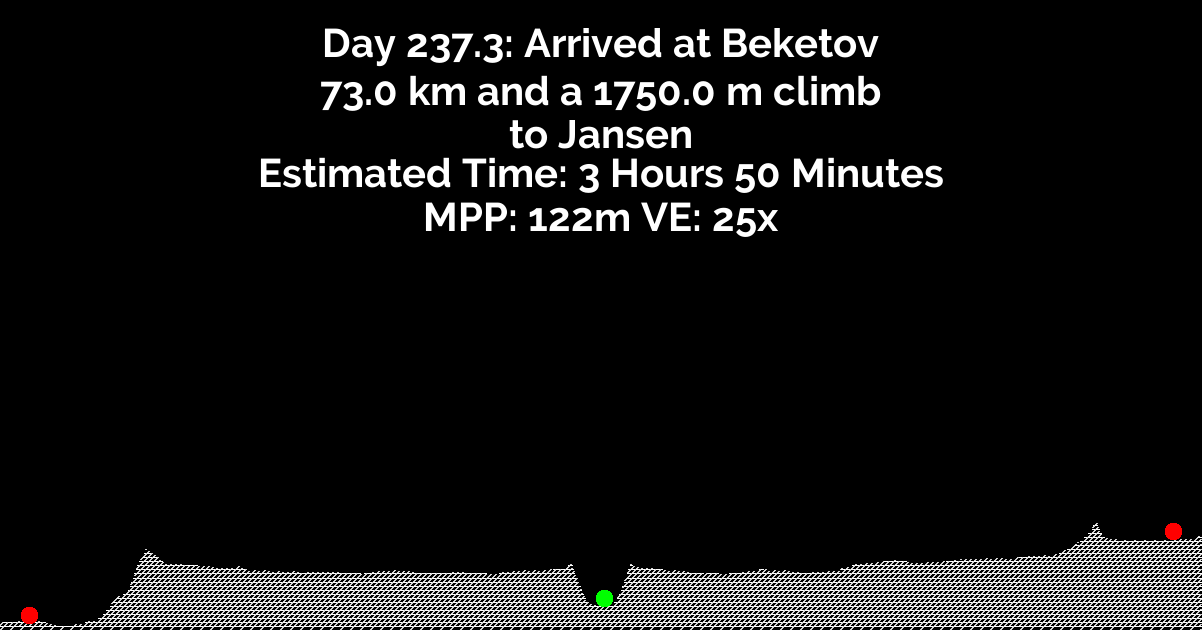 Day 237.3: Arrived at Beketov
73.0 km and a 1750.0 m climb
to Jansen
Estimated Time: 3 Hours 50 Minutes
MPP: 122m VE: 25x